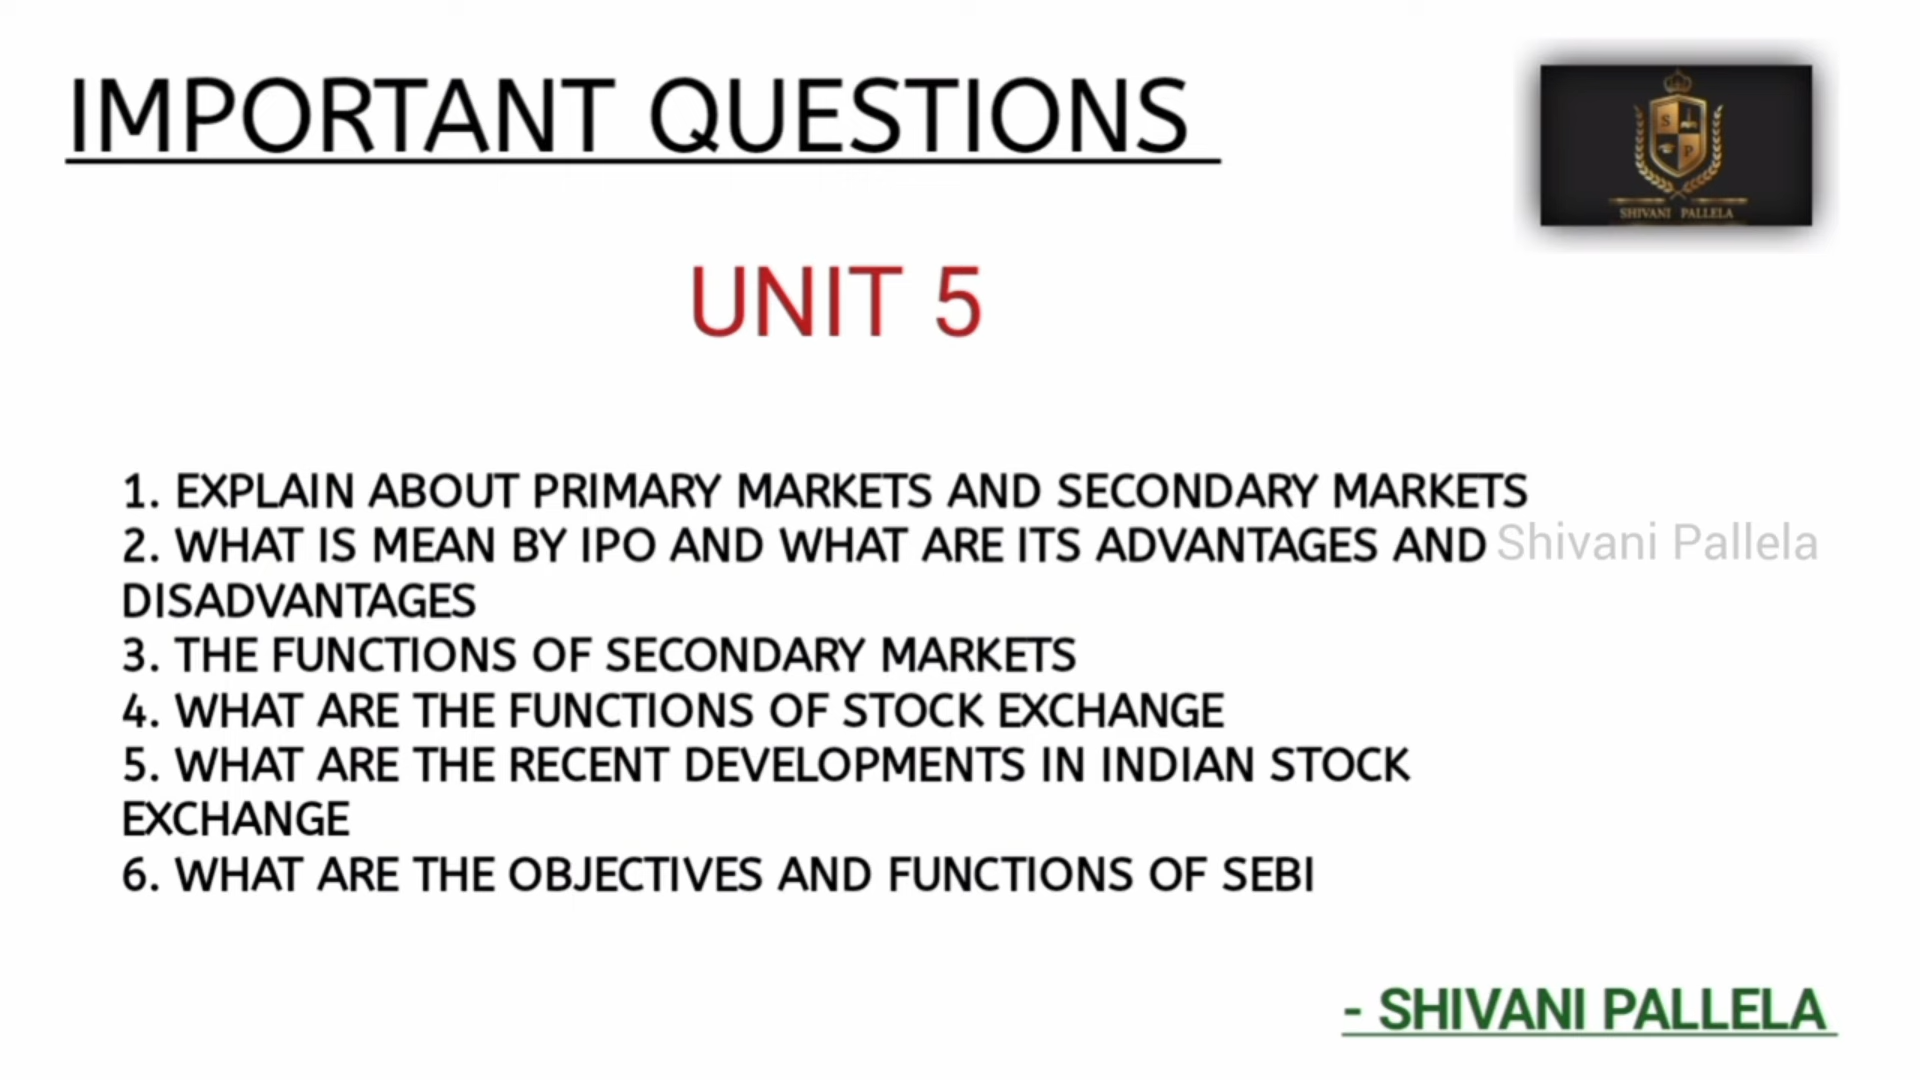 IMPORTANT QUESTIONS
S
P
SHIVANI PALLELA
UNIT 5
1. EXPLAIN ABOUT PRIMARY MARKETS AND SECONDARY MARKETS
2. WHAT IS MEAN BY IPO AND WHAT ARE ITS ADVANTAGES AND
Shivani Pallela
DISADVANTAGES
3. THE FUNCTIONS OF SECONDARY MARKETS
4. WHAT ARE THE FUNCTIONS OF STOCK EXCHANGE
5. WHAT ARE THE RECENT DEVELOPMENTS IN INDIAN STOCK
EXCHANGE
6. WHAT ARE THE OBJECTIVES AND FUNCTIONS OF SEBI
- SHIVANI PALLELA